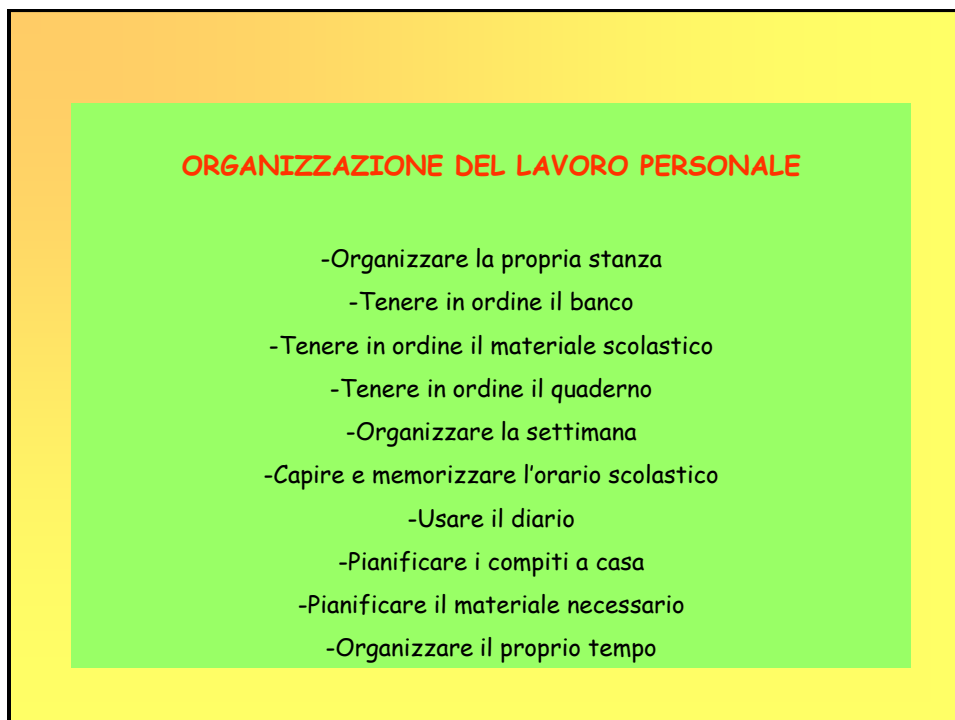 ORGANIZZAZIONE DEL LAVORO PERSONALE
-Organizzare la propria stanza
-Tenere in ordine il banco
-Tenere in ordine il materiale scolastico
-Tenere in ordine il quaderno
-Organizzare la settimana
-Capire e memorizzare l’orario scolastico
-Usare il diario
-Pianificare i compiti a casa
-Pianificare il materiale necessario
-Organizzare il proprio tempo